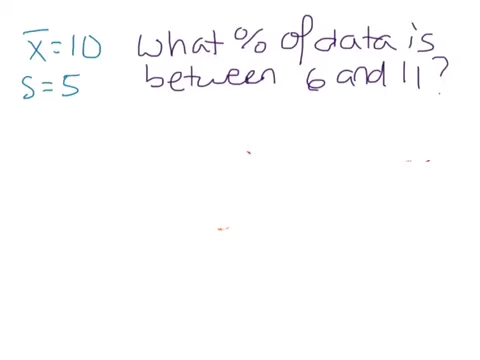 x̄=10 What % of data is
S=5 between 6 and 11?